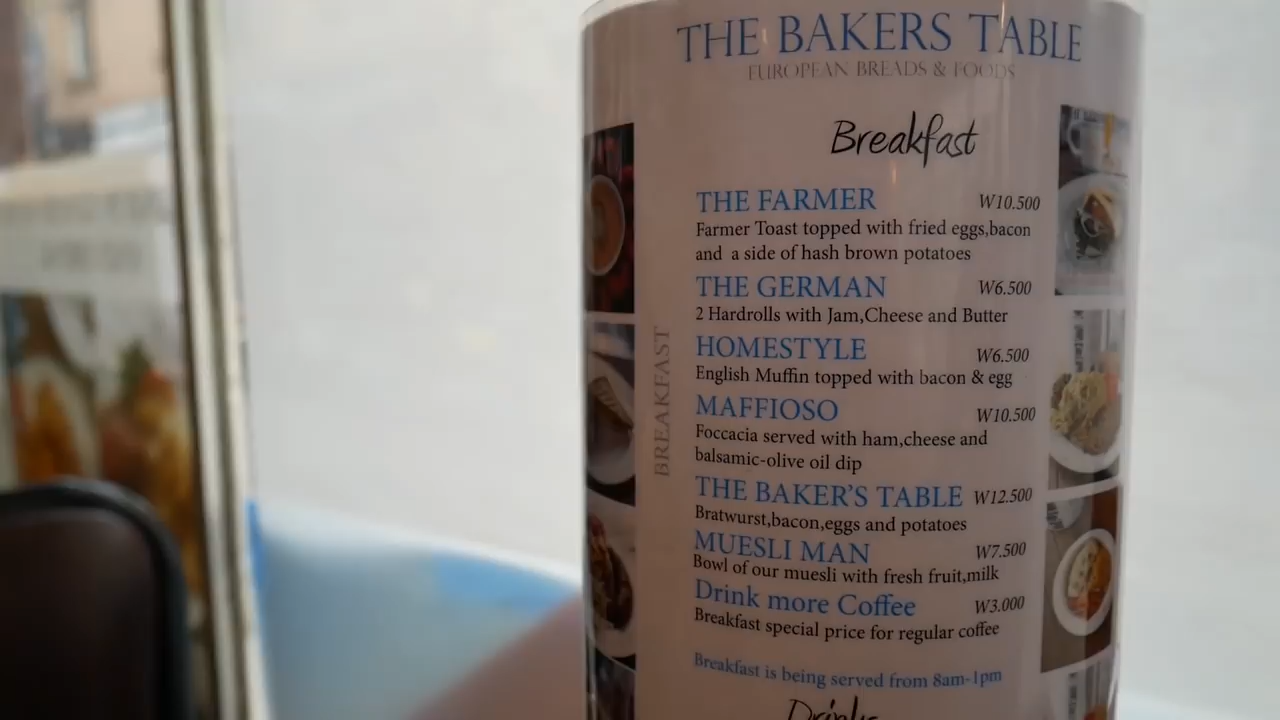 THE BAKERS TABLE
EUROPEAN BREADS & FOODS
Breakfast
THE FARMER W10.500
Farmer Toast topped with fried eggs,bacon
and a side of hash brown potatoes
THE GERMAN W6.500
2 Hardrolls with Jam,Cheese and Butter
HOMESTYLE W6.500
English Muffin topped with bacon & egg
MAFFIOSO W10.500
Foccacia served with ham,cheese and
balsamic-olive oil dip
THE BAKER'S TABLE W12.500
Bratwurst,bacon,eggs and potatoes
MUESLI MAN W7.500
Bowl of our muesli with fresh fruit,milk
Drink more Coffee W3.000
Breakfast special price for regular coffee
Breakfast is being served from 8am-1pm
Drinks
BREAKFAST